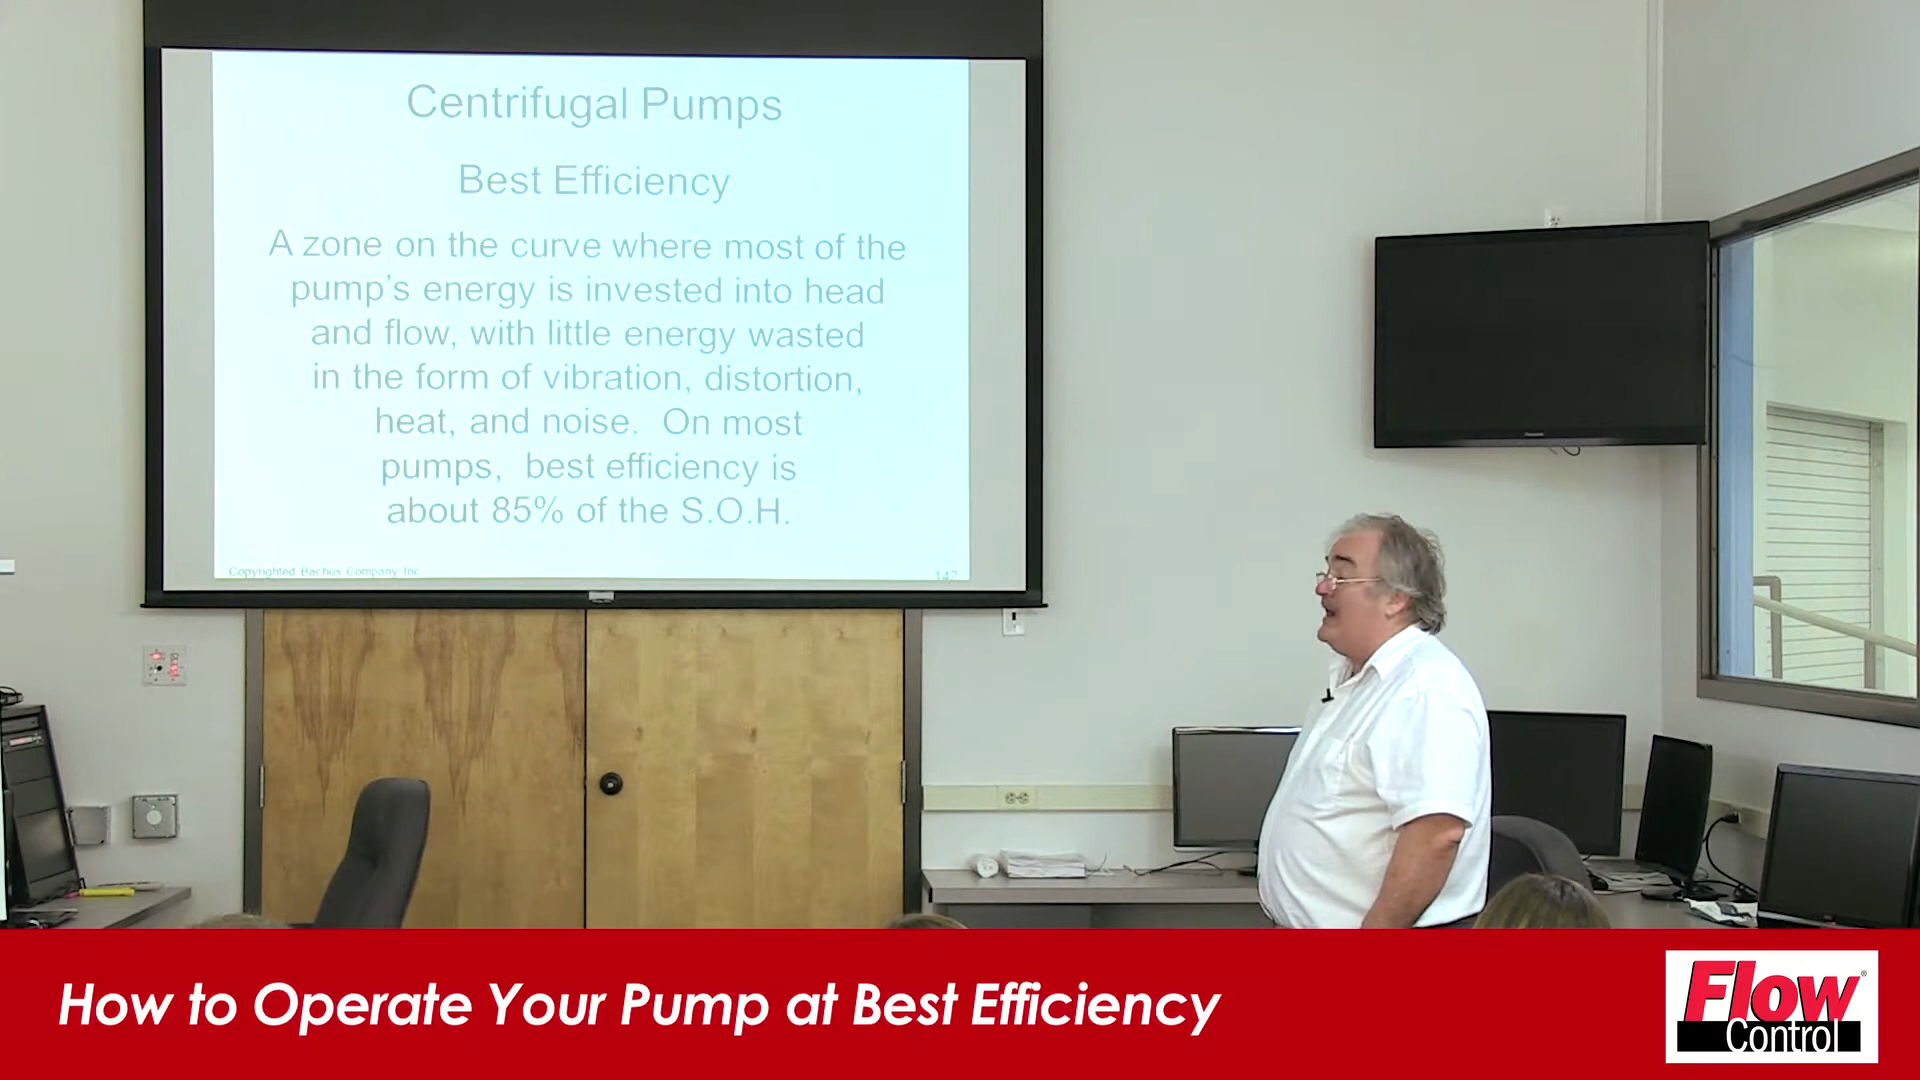 Centrifugal Pumps
Best Efficiency
A zone on the curve where most of the
pump's energy is invested into head
and flow, with little energy wasted
in the form of vibration, distortion,
heat, and noise. On most
pumps, best efficiency is
about 85% of the S.O.H.
Copyrighted Bachus Company Inc
142
How to Operate Your Pump at Best Efficiency
Flow®
Control